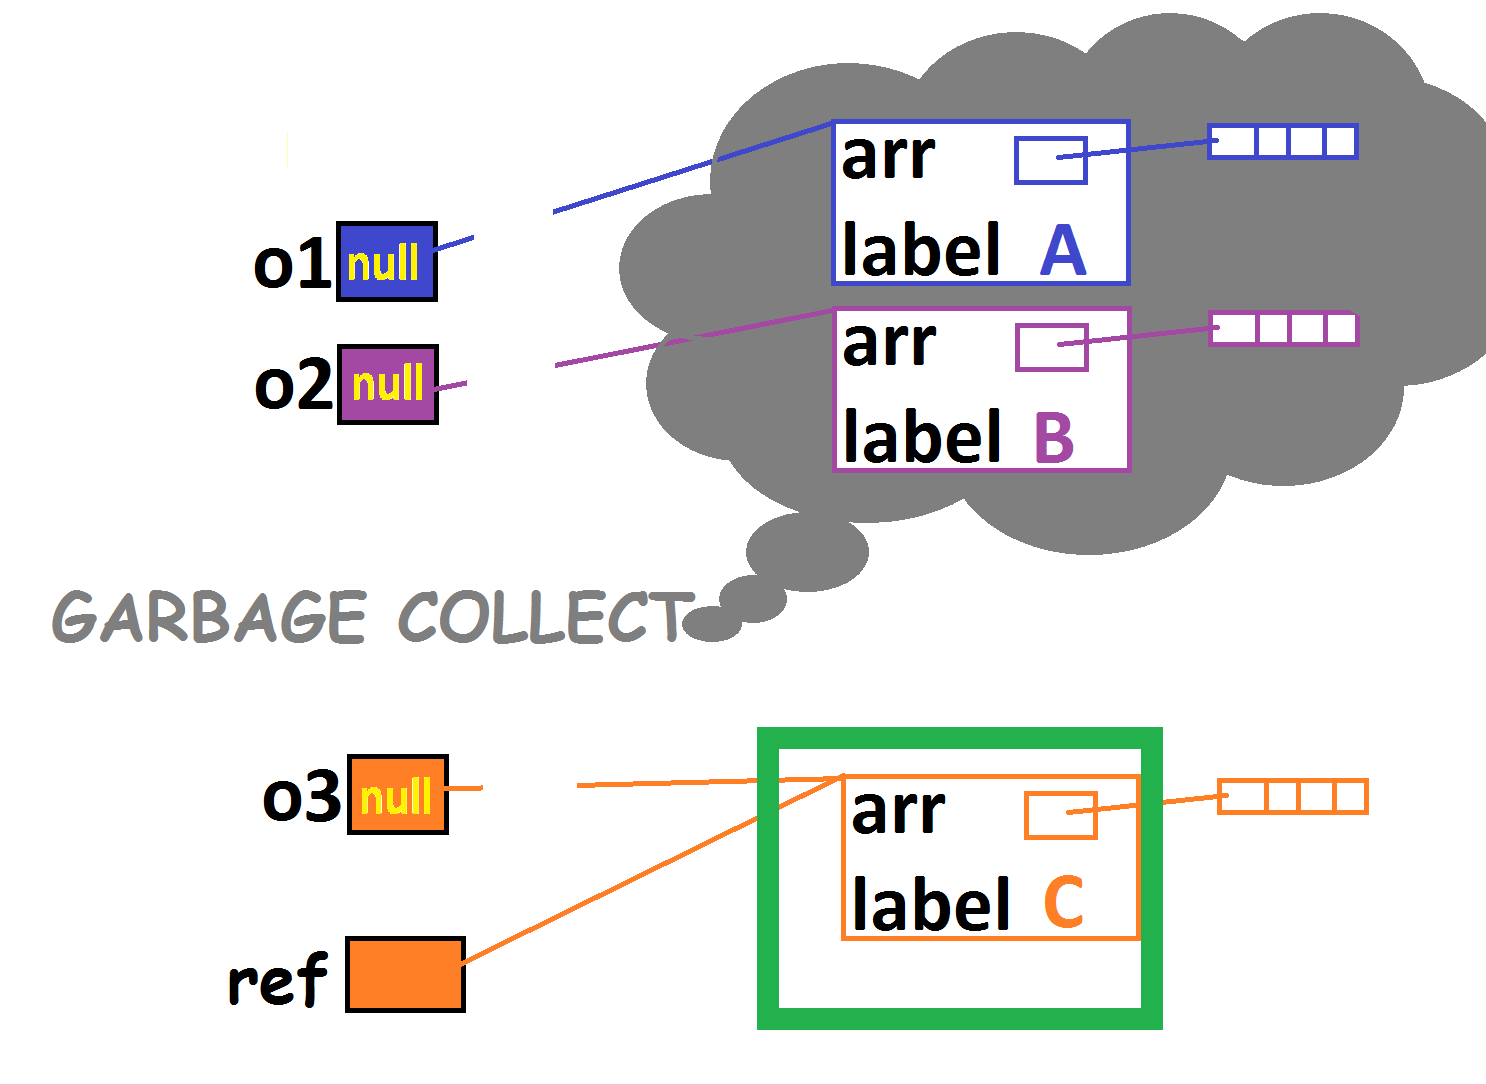 arr
label A
o1 null
arr
o2 null
label B
GARBAGE COLLECT
o3 null
arr
label C
ref